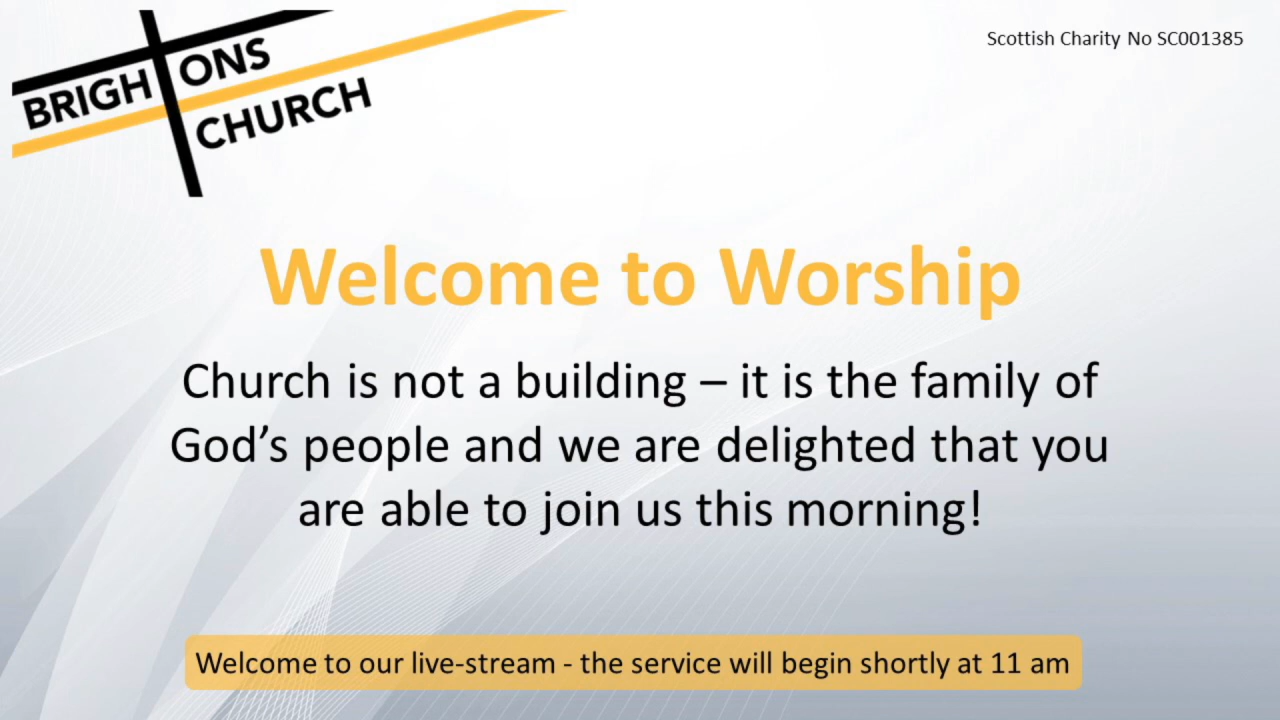 BRIGHTONS
CHURCH
Scottish Charity No SC001385
Welcome to Worship
Church is not a building – it is the family of
God’s people and we are delighted that you
are able to join us this morning!
Welcome to our live-stream - the service will begin shortly at 11 am